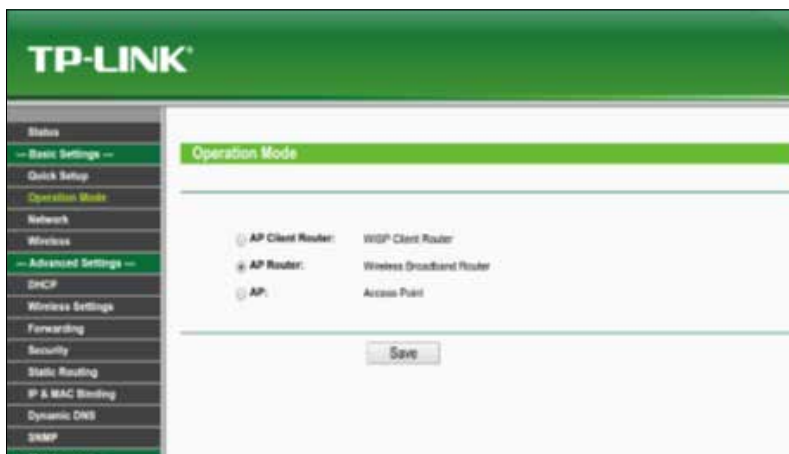 TP-LINK®
Status
--- Basic Settings ---
Quick Setup
Operation Mode
Network
Wireless
--- Advanced Settings ---
DHCP
Wireless Settings
Forwarding
Security
Static Routing
IP & MAC Binding
Dynamic DNS
SNMP
Operation Mode
AP Client Router: WISP Client Router
AP Router: Wireless Broadband Router
AP: Access Point
Save